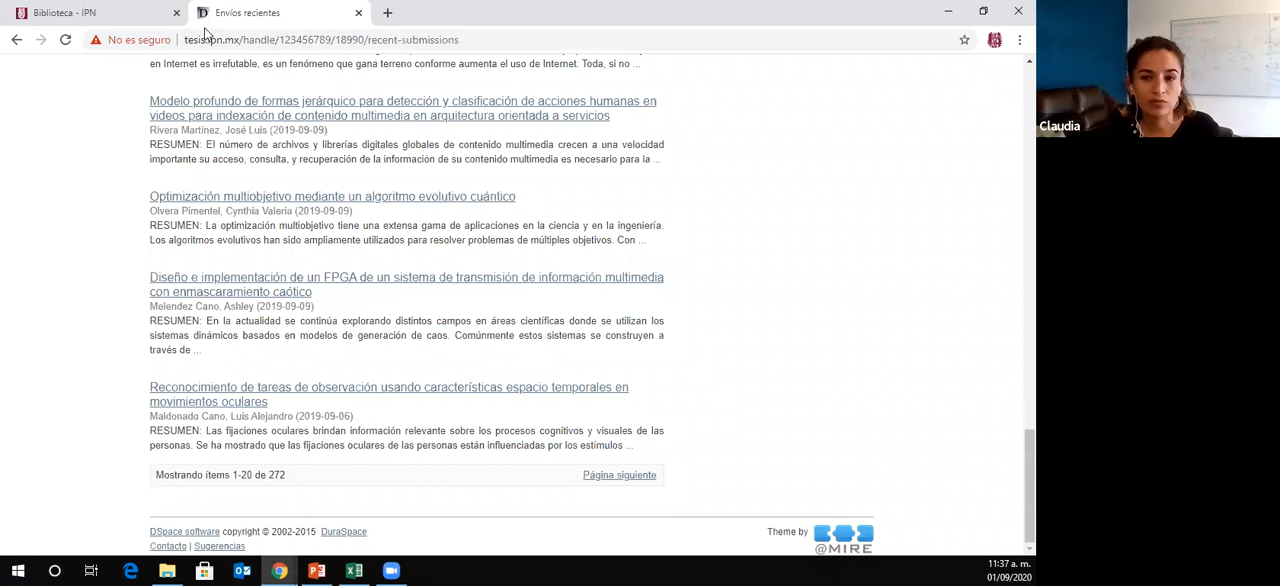 Biblioteca - IPN
Envíos recientes
No es seguro
tesis.ipn.mx/handle/123456789/18990/recent-submissions
Claudia
en Internet es irrefutable, es un fenómeno que gana terreno conforme aumenta el uso de Internet. Toda, si no ...
Modelo profundo de formas jerárquico para detección y clasificación de acciones humanas en
videos para indexación de contenido multimedia en arquitectura orientada a servicios
Rivera Martínez, José Luis (2019-09-09)
RESUMEN: El número de archivos y librerías digitales globales de contenido multimedia crecen a una velocidad
importante su acceso, consulta, y recuperación de la información de su contenido multimedia es necesario para la ...
Optimización multiobjetivo mediante un algoritmo evolutivo cuántico
Olvera Pimentel, Cynthia Valeria (2019-09-09)
RESUMEN: La optimización multiobjetivo tiene una extensa gama de aplicaciones en la ciencia y en la ingeniería.
Los algoritmos evolutivos han sido ampliamente utilizados para resolver problemas de múltiples objetivos. Con ...
Diseño e implementación de un FPGA de un sistema de transmisión de información multimedia
con enmascaramiento caótico
Melendez Cano, Ashley (2019-09-09)
RESUMEN: En la actualidad se continúa explorando distintos campos en áreas científicas donde se utilizan los
sistemas dinámicos basados en modelos de generación de caos. Comúnmente estos sistemas se construyen a
través de ...
Reconocimiento de tareas de observación usando características espacio temporales en
movimientos oculares
Maldonado Cano, Luis Alejandro (2019-09-06)
RESUMEN: Las fijaciones oculares brindan información relevante sobre los procesos cognitivos y visuales de las
personas. Se ha mostrado que las fijaciones oculares de las personas están influenciadas por los estímulos ...
Mostrando ítems 1-20 de 272
Página siguiente
DSpace software copyright © 2002-2015 DuraSpace
Contacto | Sugerencias
Theme by
@MIRE
11:37 a. m.
01/09/2020